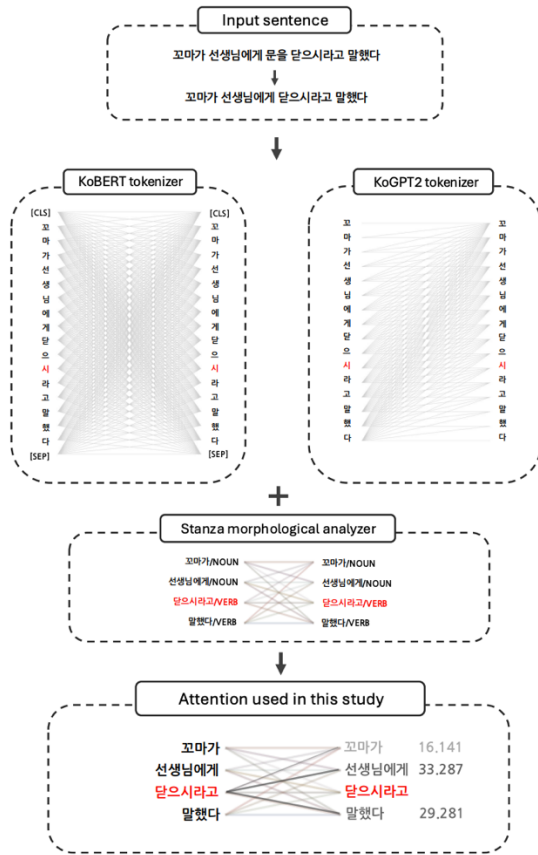 Input sentence
꼬마가 선생님에게 문을 닫으시라고 말했다
꼬마가 선생님에게 닫으시라고 말했다
KoBERT tokenizer
[CLS] [CLS]
꼬 꼬
마 마
가 가
선 선
생 생
님 님
에 에
게 게
닫 닫
으 으
시 시
라 라
고 고
말 말
했 했
다 다
[SEP] [SEP]
KoGPT2 tokenizer
꼬 꼬
마 마
가 가
선 선
생 생
님 님
에 에
게 게
닫 닫
으 으
시 시
라 라
고 고
말 말
했 했
다 다
+
Stanza morphological analyzer
꼬마가/NOUN 꼬마가/NOUN
선생님에게/NOUN 선생님에게/NOUN
닫으시라고/VERB 닫으시라고/VERB
말했다/VERB 말했다/VERB
Attention used in this study
꼬마가 꼬마가 16,141
선생님에게 선생님에게 33,287
닫으시라고 닫으시라고
말했다 말했다 29,281